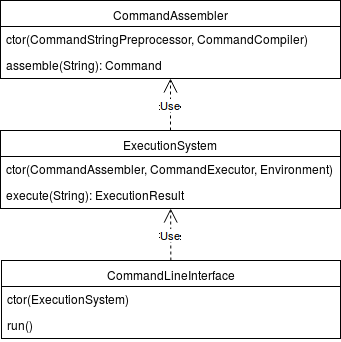 CommandAssembler
ctor(CommandStringPreprocessor, CommandCompiler)
assemble(String): Command
Use
ExecutionSystem
ctor(CommandAssembler, CommandExecutor, Environment)
execute(String): ExecutionResult
Use
CommandLineInterface
ctor(ExecutionSystem)
run()